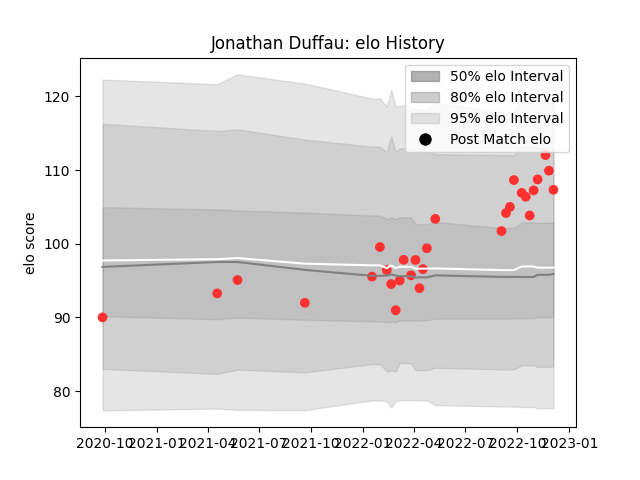 Jonathan Duffau: elo History
50% elo Interval
80% elo Interval
95% elo Interval
Post Match elo
elo score
120
110
100
90
80
2020-10 2021-01 2021-04 2021-07 2021-10 2022-01 2022-04 2022-07 2022-10 2023-01